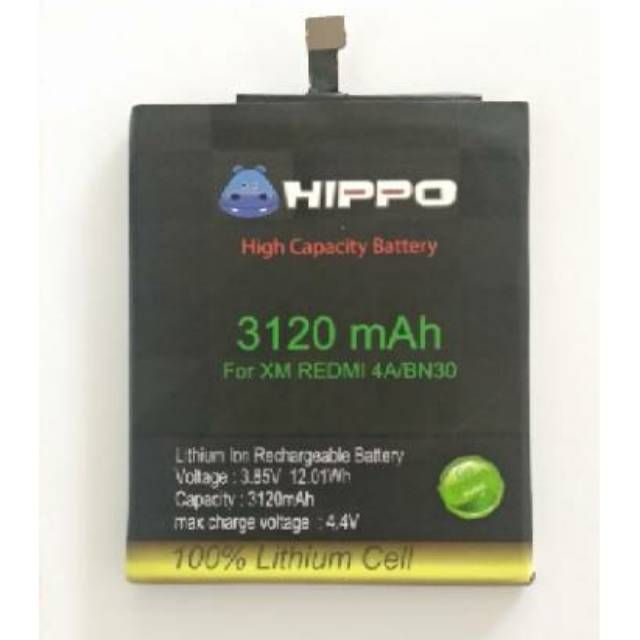 HIPPO
High Capacity Battery
3120 mAh
For XM REDMI 4A/BN30
Lithium Ion Rechargeable Battery
Voltage : 3.85V 12.01Wh
Capacity : 3120mAh
max charge voltage : 4.4V
100% Lithium Cell